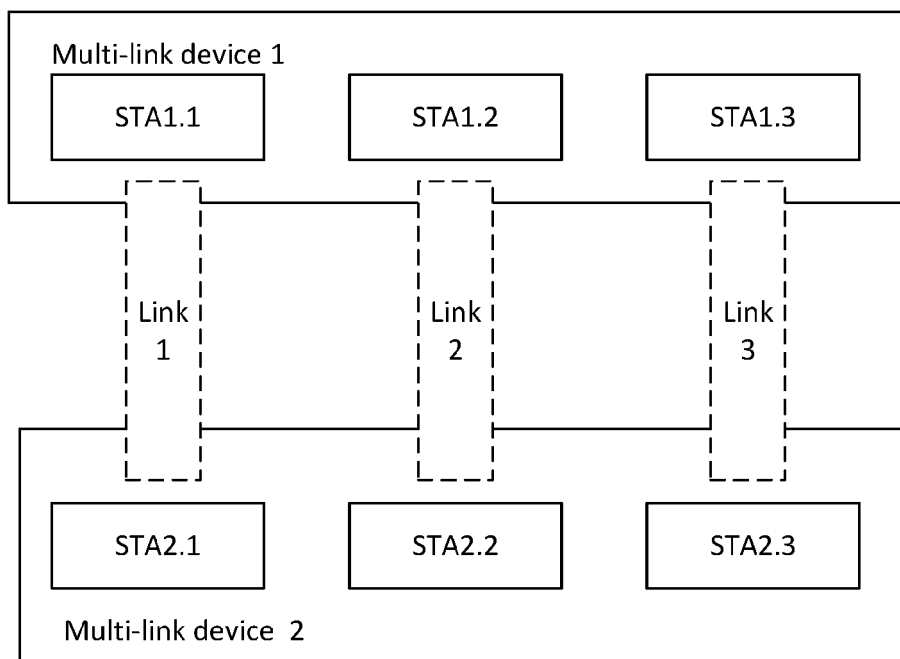 Multi-link device 1
STA1.1
STA1.2
STA1.3
Link
1
Link
2
Link
3
STA2.1
STA2.2
STA2.3
Multi-link device 2